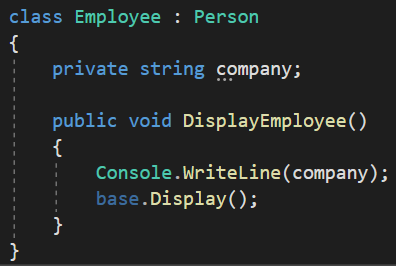 class Employee : Person
{
    private string company;

    public void DisplayEmployee()
    {
        Console.WriteLine(company);
        base.Display();
    }
}